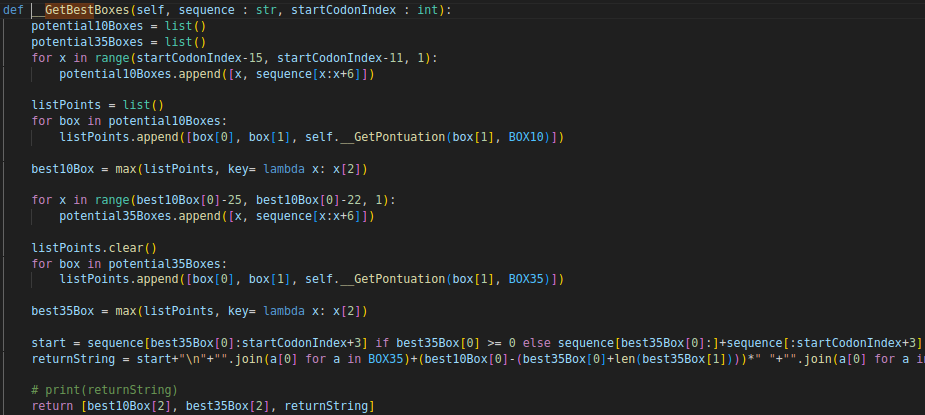 def __GetBestBoxes(self, sequence : str, startCodonIndex : int):
potential10Boxes = list()
potential35Boxes = list()
for x in range(startCodonIndex-15, startCodonIndex-11, 1):
potential10Boxes.append([x, sequence[x:x+6]])
listPoints = list()
for box in potential10Boxes:
listPoints.append([box[0], box[1], self.__GetPontuation(box[1], BOX10)])
best10Box = max(listPoints, key= lambda x: x[2])
for x in range(best10Box[0]-25, best10Box[0]-22, 1):
potential35Boxes.append([x, sequence[x:x+6]])
listPoints.clear()
for box in potential35Boxes:
listPoints.append([box[0], box[1], self.__GetPontuation(box[1], BOX35)])
best35Box = max(listPoints, key= lambda x: x[2])
start = sequence[best35Box[0]:startCodonIndex+3] if best35Box[0] >= 0 else sequence[best35Box[0]:]+sequence[:startCodonIndex+3]
returnString = start+"\n"+"".join(a[0] for a in BOX35)+(best10Box[0]-(best35Box[0]+len(best35Box[1])))*" "+"".join(a[0] for a in
# print(returnString)
return [best10Box[2], best35Box[2], returnString]